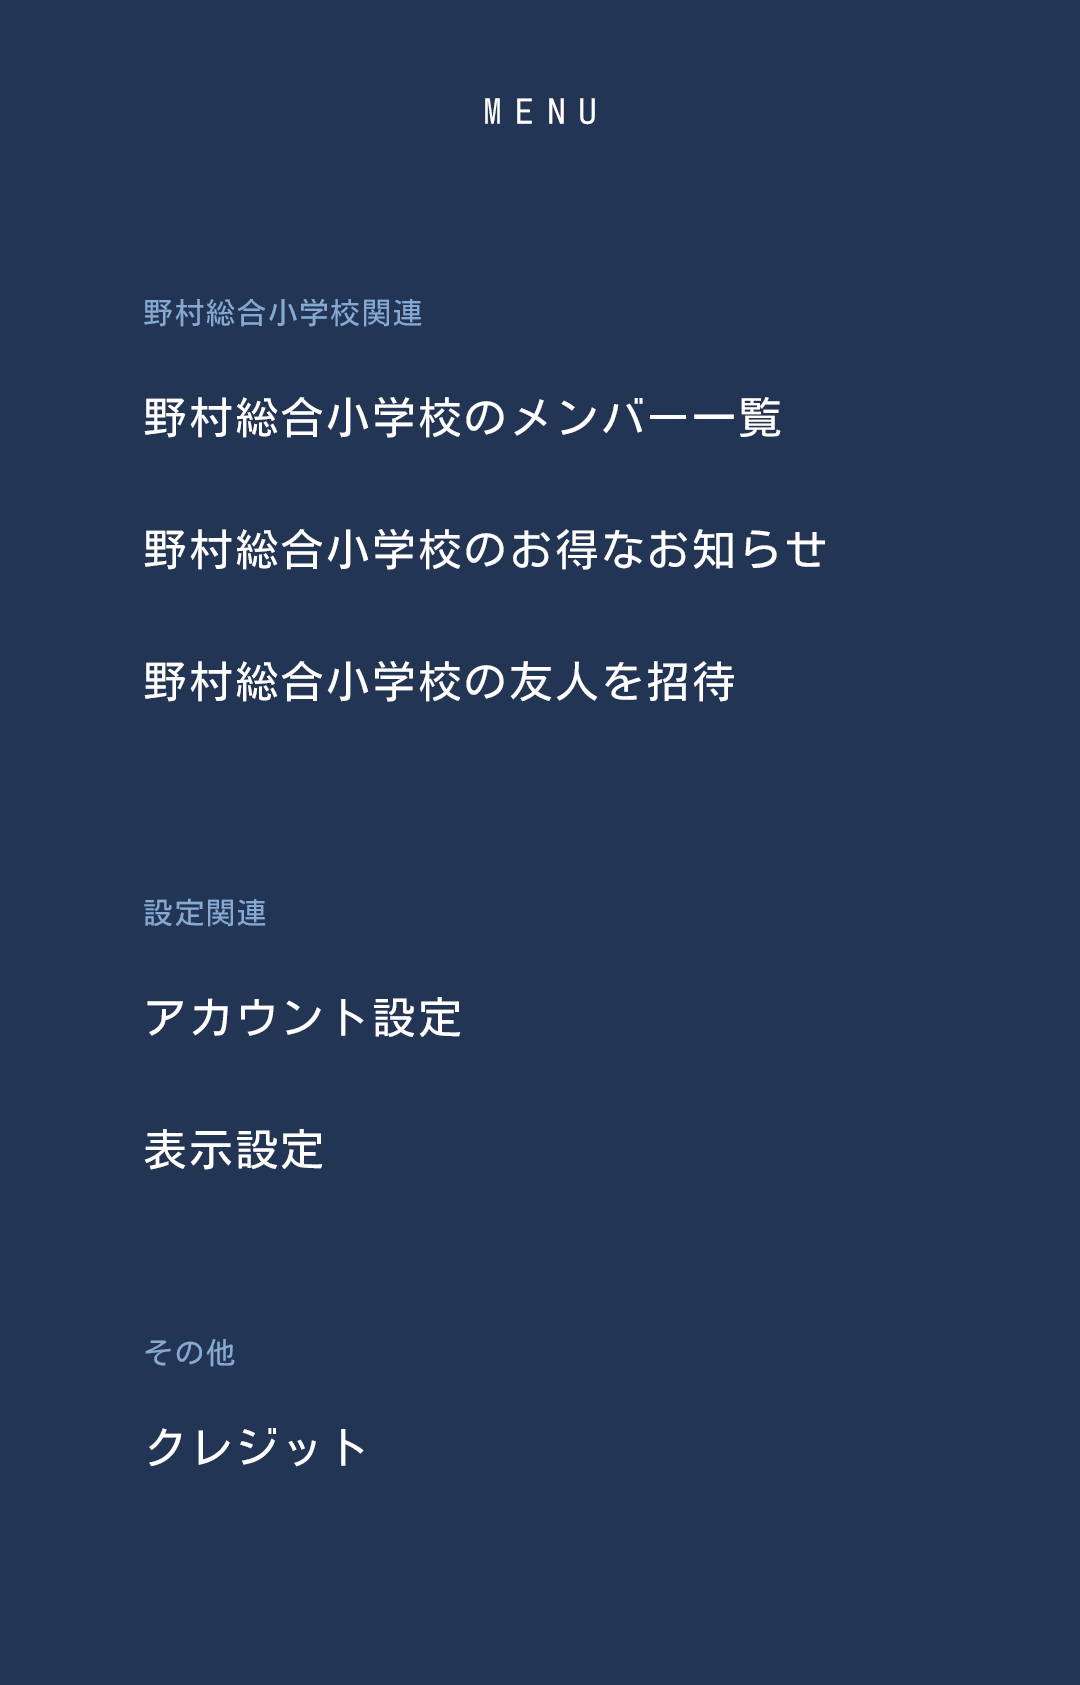 MENU
野村総合小学校関連
野村総合小学校のメンバー一覧
野村総合小学校のお得なお知らせ
野村総合小学校の友人を招待
設定関連
アカウント設定
表示設定
その他
クレジット